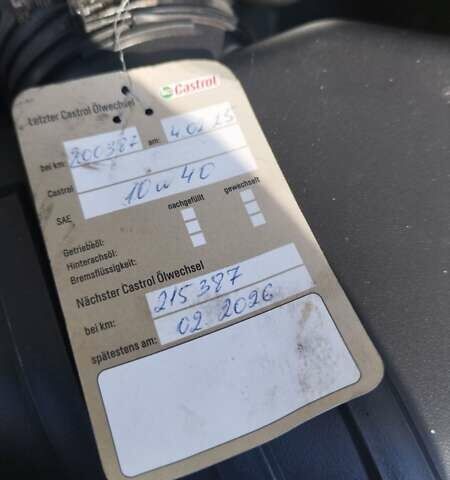 Castrol
Letzter Castrol Ölwechsel
bei km: 200387 am: 4.02.25
Castrol
10w40
SAE
nachgefüllt gewechselt
Getriebeöl:
Hinterachsöl:
Bremsflüssigkeit:
Nächster Castrol Ölwechsel
bei km: 215387
spätestens am: 02.2026